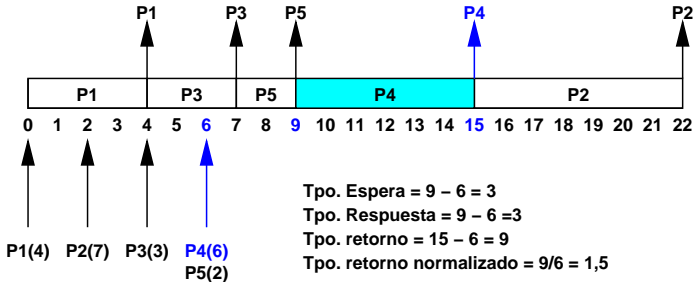 P1 P3 P5 P4 P2
P1 P3 P5 P4 P2
0 1 2 3 4 5 6 7 8 9 10 11 12 13 14 15 16 17 18 19 20 21 22
P1(4) P2(7) P3(3) P4(6)
P5(2)
Tpo. Espera = 9 – 6 = 3
Tpo. Respuesta = 9 – 6 =3
Tpo. retorno = 15 – 6 = 9
Tpo. retorno normalizado = 9/6 = 1,5